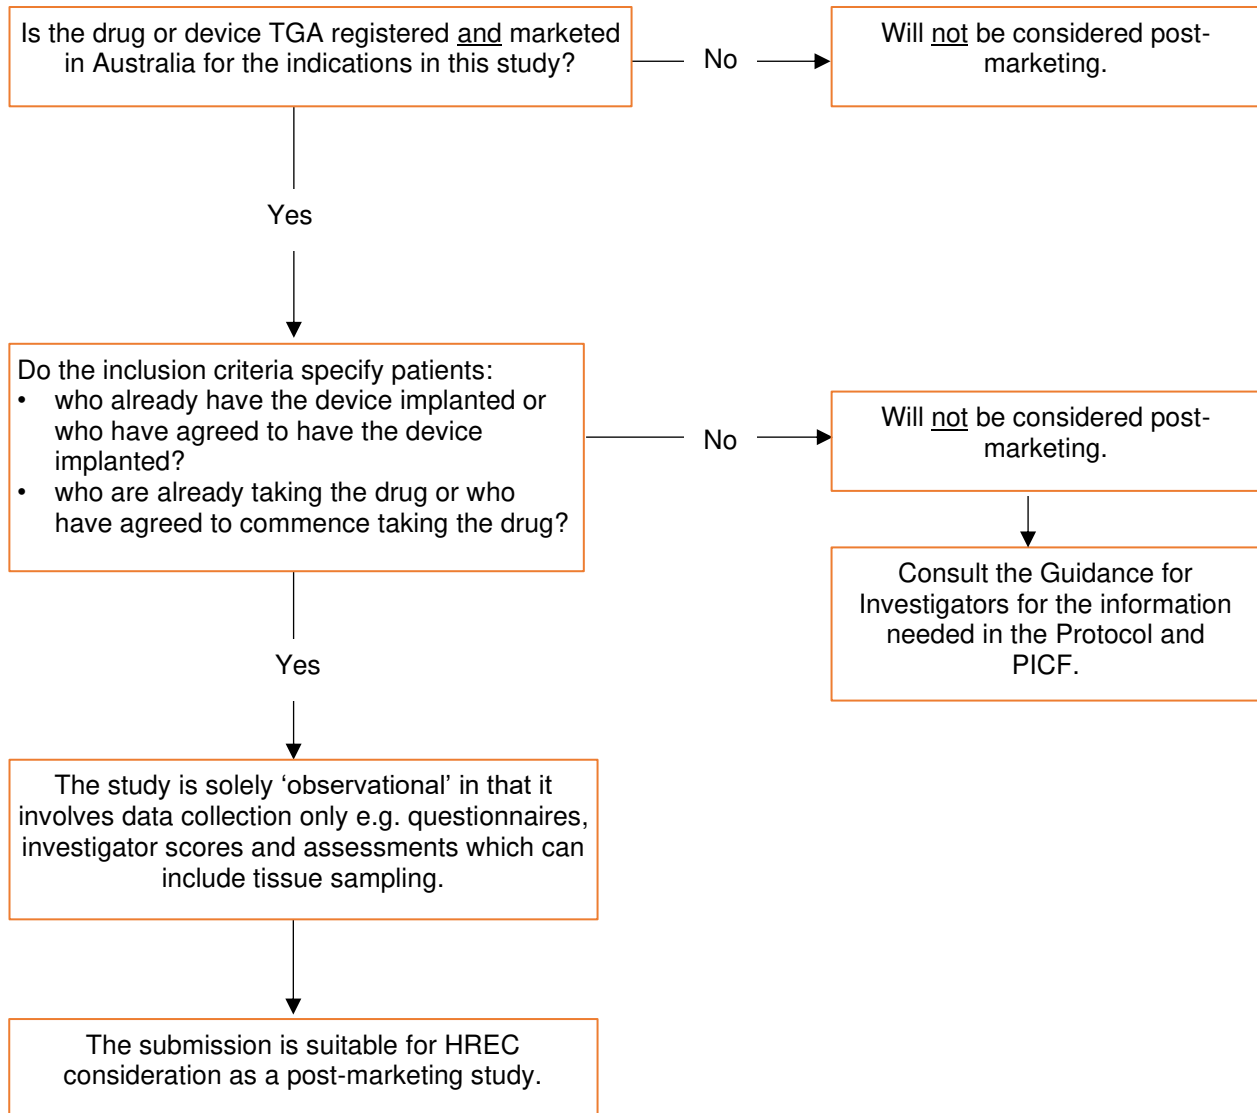 Is the drug or device TGA registered and marketed
in Australia for the indications in this study?
No
Will not be considered post-
marketing.
Yes
Do the inclusion criteria specify patients:
• who already have the device implanted or
who have agreed to have the device
implanted?
• who are already taking the drug or who
have agreed to commence taking the drug?
No
Will not be considered post-
marketing.
Consult the Guidance for
Investigators for the information
needed in the Protocol and
PICF.
Yes
The study is solely ‘observational’ in that it
involves data collection only e.g. questionnaires,
investigator scores and assessments which can
include tissue sampling.
The submission is suitable for HREC
consideration as a post-marketing study.